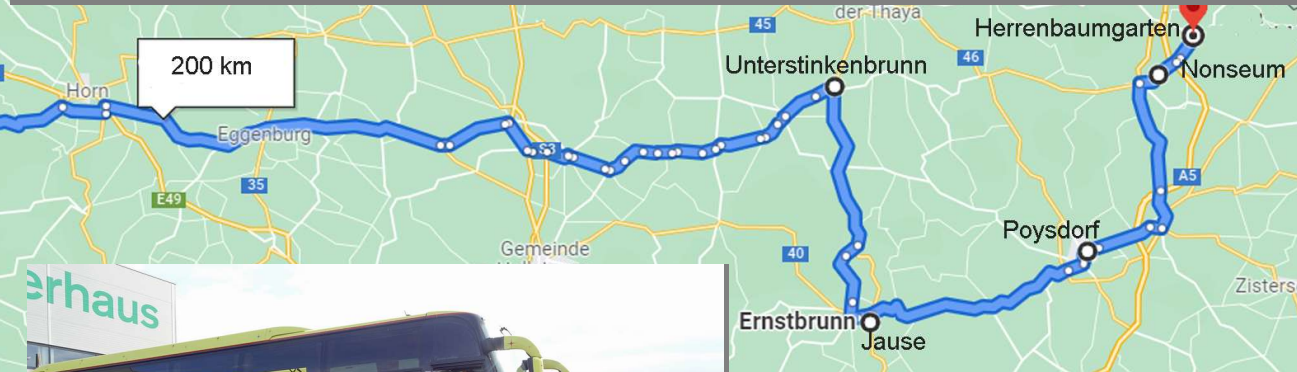 der Thaya
45
Herrenbaumgarten
46
Unterstinkenbrunn
Nonseum
200 km
Horn
Eggenburg
S3
35
E49
A5
Poysdorf
Gemeinde
40
Ernstbrunn
Jause
erhaus